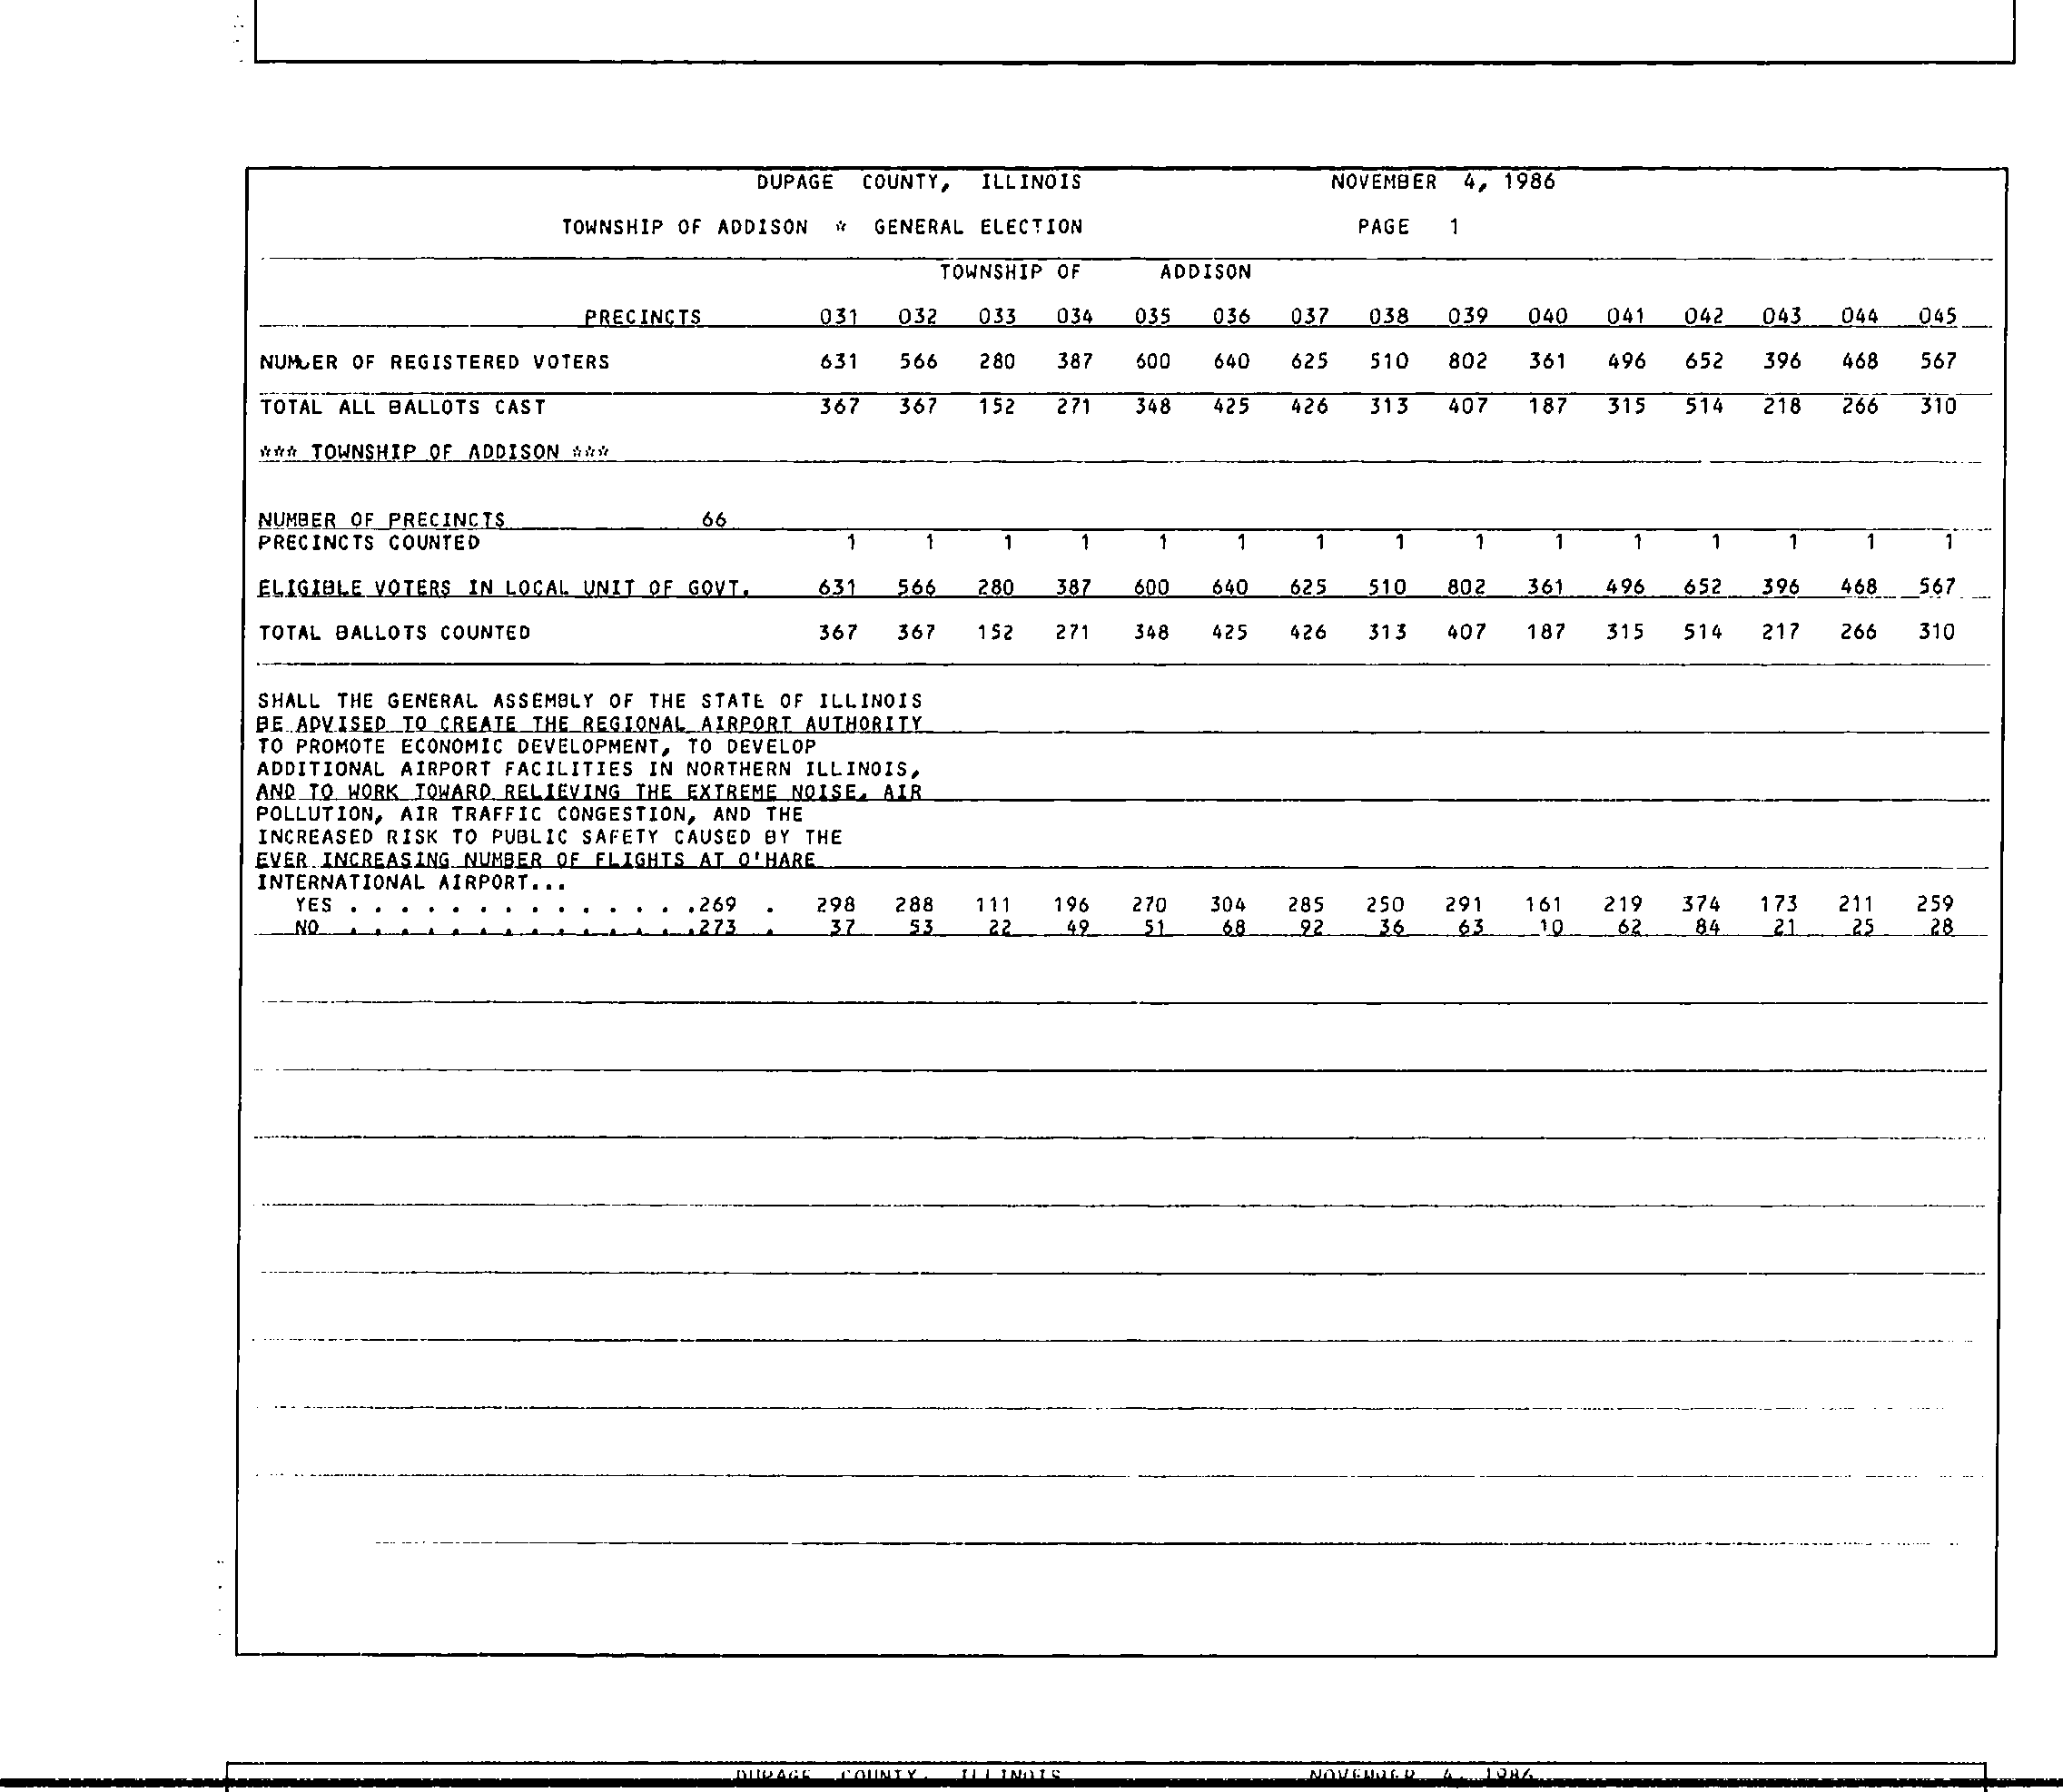 DUPAGE COUNTY, ILLINOIS NOVEMBER 4, 1986
TOWNSHIP OF ADDISON * GENERAL ELECTION PAGE 1
TOWNSHIP OF ADDISON
PRECINCTS 031 032 033 034 035 036 037 038 039 040 041 042 043 044 045
NUMBER OF REGISTERED VOTERS 631 566 280 387 600 640 625 510 802 361 496 652 396 468 567
TOTAL ALL BALLOTS CAST 367 367 152 271 348 425 426 313 407 187 315 514 218 266 310
*** TOWNSHIP OF ADDISON ***
NUMBER OF PRECINCTS 66
PRECINCTS COUNTED 1 1 1 1 1 1 1 1 1 1 1 1 1 1 1
ELIGIBLE VOTERS IN LOCAL UNIT OF GOVT. 631 566 280 387 600 640 625 510 802 361 496 652 396 468 567
TOTAL BALLOTS COUNTED 367 367 152 271 348 425 426 313 407 187 315 514 217 266 310
SHALL THE GENERAL ASSEMBLY OF THE STATE OF ILLINOIS
BE ADVISED TO CREATE THE REGIONAL AIRPORT AUTHORITY
TO PROMOTE ECONOMIC DEVELOPMENT, TO DEVELOP
ADDITIONAL AIRPORT FACILITIES IN NORTHERN ILLINOIS,
AND TO WORK TOWARD RELIEVING THE EXTREME NOISE, AIR
POLLUTION, AIR TRAFFIC CONGESTION, AND THE
INCREASED RISK TO PUBLIC SAFETY CAUSED BY THE
EVER INCREASING NUMBER OF FLIGHTS AT O'HARE
INTERNATIONAL AIRPORT...
YES . . . . . . . . . . . . . .269 . 298 288 111 196 270 304 285 250 291 161 219 374 173 211 259
NO . . . . . . . . . . . . . .273 . 37 53 22 49 51 68 92 36 63 10 62 84 21 25 28
DUPAGE COUNTY, ILLINOIS NOVEMBER 4, 1986